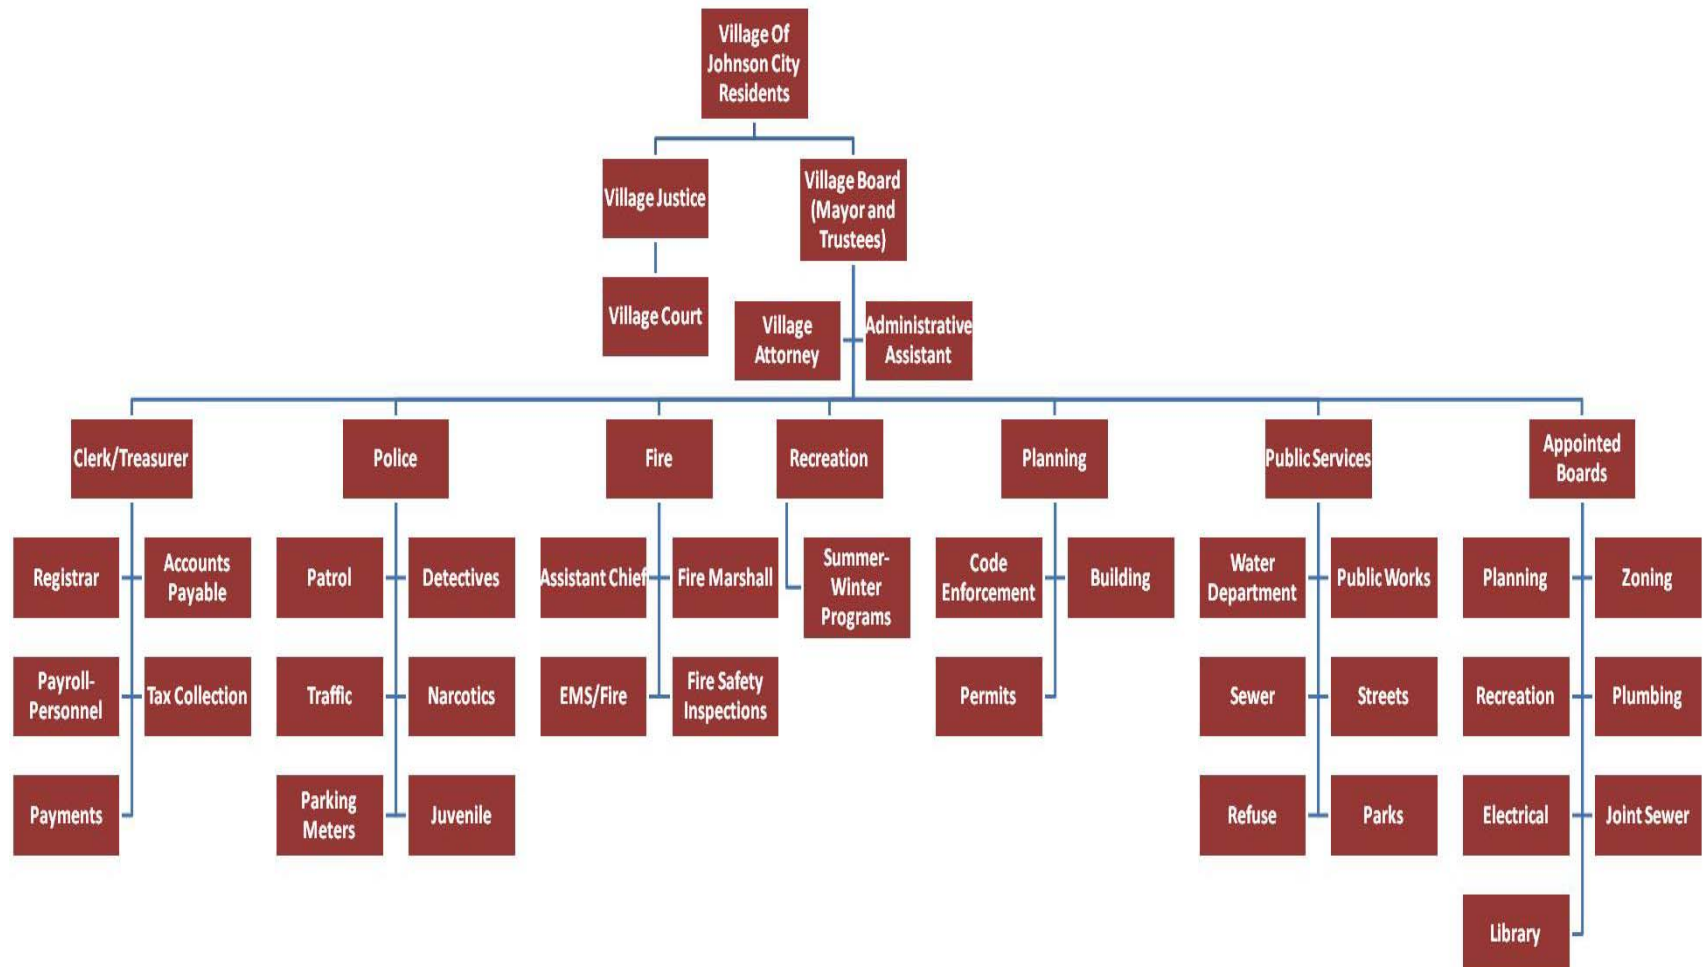 Village Of
Johnson City
Residents
Village Justice
Village Board
(Mayor and
Trustees)
Village Court
Village
Attorney
Administrative
Assistant
Clerk/Treasurer
Police
Fire
Recreation
Planning
Public Services
Appointed
Boards
Registrar
Accounts
Payable
Patrol
Detectives
Assistant Chief
Fire Marshall
Summer-
Winter
Programs
Code
Enforcement
Building
Water
Department
Public Works
Planning
Zoning
Payroll-
Personnel
Tax Collection
Traffic
Narcotics
EMS/Fire
Fire Safety
Inspections
Permits
Sewer
Streets
Recreation
Plumbing
Payments
Parking
Meters
Juvenile
Refuse
Parks
Electrical
Joint Sewer
Library